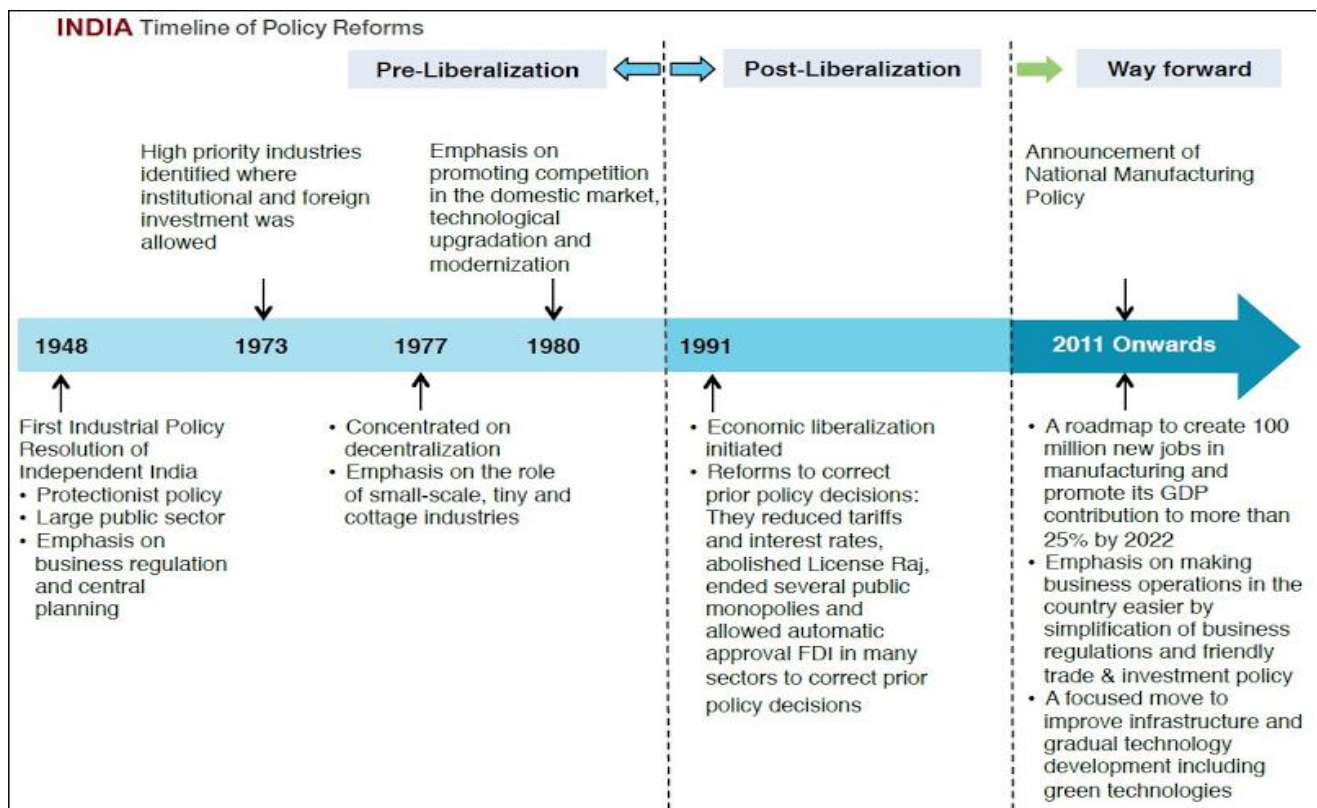 INDIA Timeline of Policy Reforms
Pre-Liberalization
Post-Liberalization
Way forward
High priority industries
identified where
institutional and foreign
investment was
allowed
Emphasis on
promoting competition
in the domestic market,
technological
upgradation and
modernization
Announcement of
National Manufacturing
Policy
1948
1973
1977
1980
1991
2011 Onwards
First Industrial Policy
Resolution of
Independent India
• Protectionist policy
• Large public sector
• Emphasis on
business regulation
and central
planning
• Concentrated on
decentralization
• Emphasis on the role
of small-scale, tiny and
cottage industries
• Economic liberalization
initiated
• Reforms to correct
prior policy decisions:
They reduced tariffs
and interest rates,
abolished License Raj,
ended several public
monopolies and
allowed automatic
approval FDI in many
sectors to correct prior
policy decisions
• A roadmap to create 100
million new jobs in
manufacturing and
promote its GDP
contribution to more than
25% by 2022
• Emphasis on making
business operations in the
country easier by
simplification of business
regulations and friendly
trade & investment policy
• A focused move to
improve infrastructure and
gradual technology
development including
green technologies